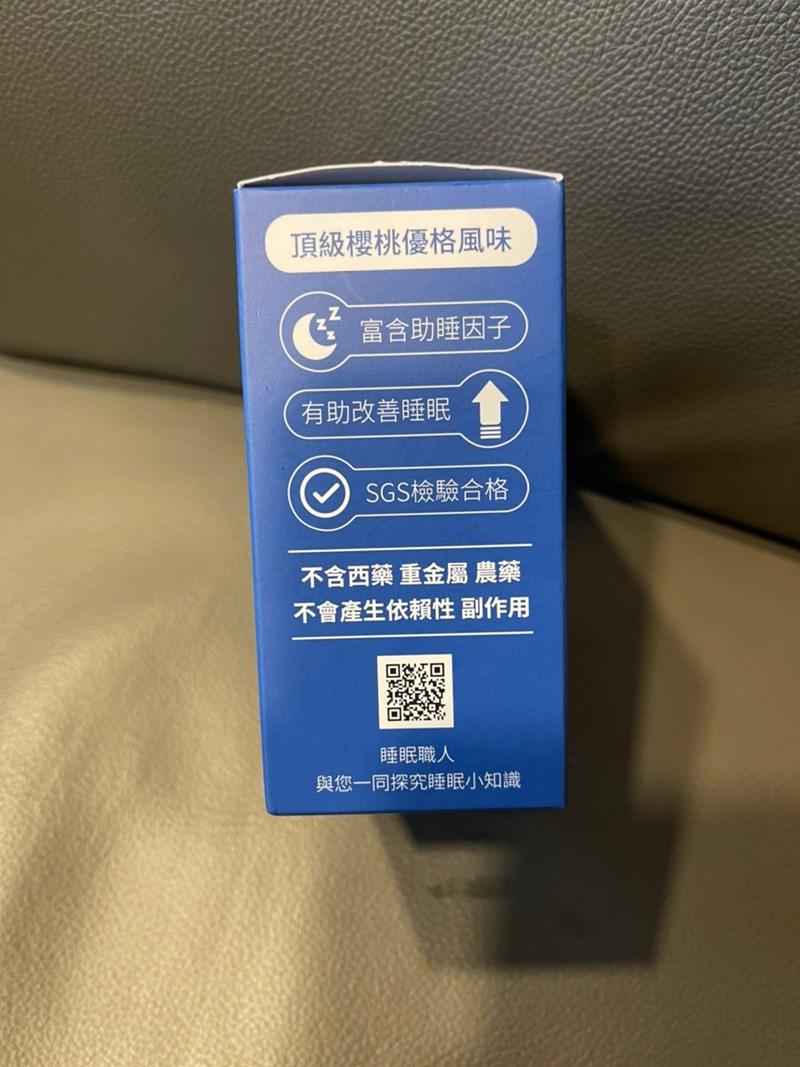 頂級櫻桃優格風味
zzz
富含助睡因子
有助改善睡眠
SGS檢驗合格
不含西藥 重金屬 農藥
不會產生依賴性 副作用
睡眠職人
與您一同探究睡眠小知識